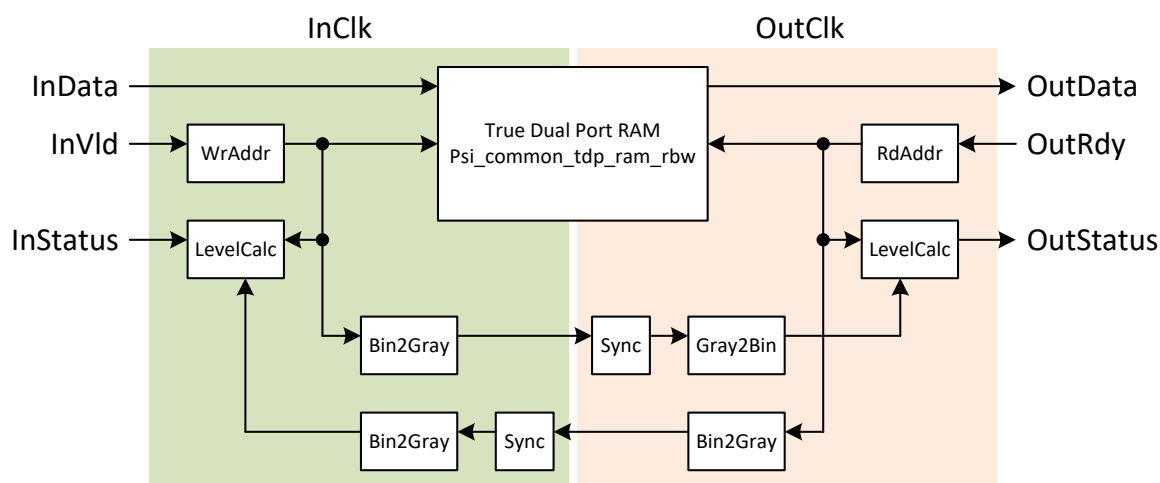 InClk
OutClk
InData
OutData
True Dual Port RAM
Psi_common_tdp_ram_rbw
InVld
WrAddr
RdAddr
OutRdy
InStatus
LevelCalc
LevelCalc
OutStatus
Bin2Gray
Sync
Gray2Bin
Bin2Gray
Sync
Bin2Gray